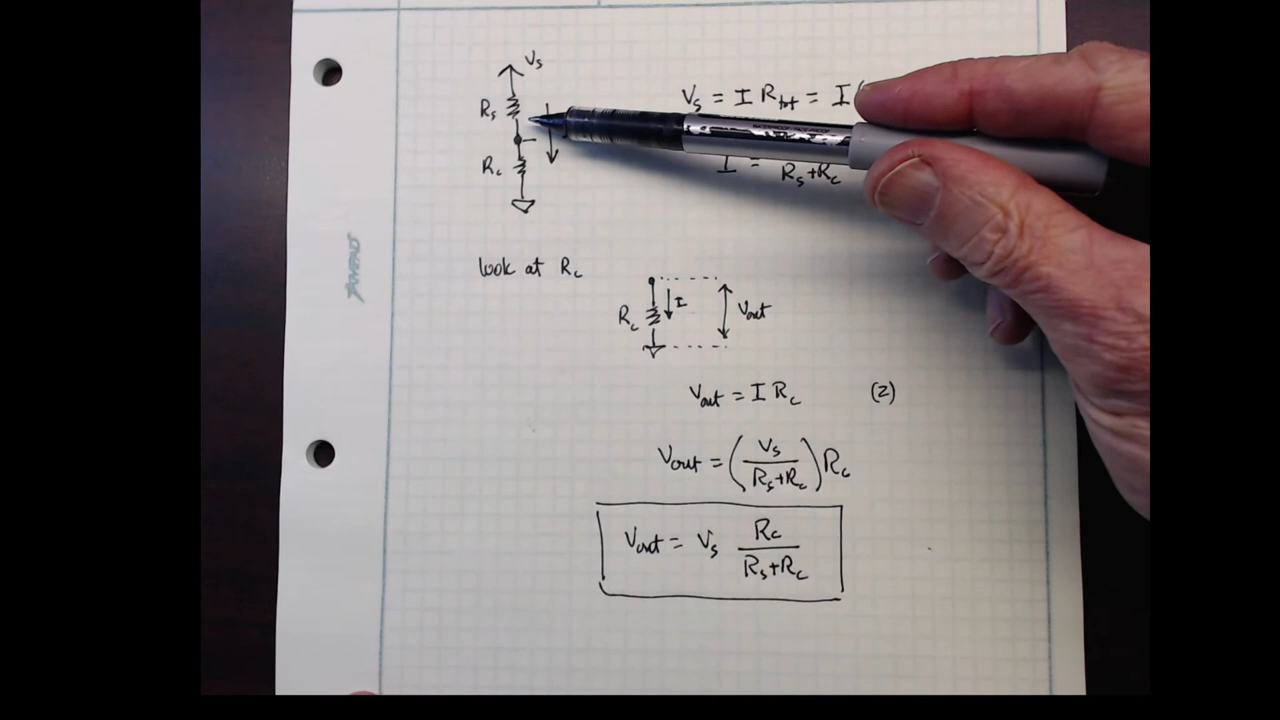 Vs
Rs
Rc
Vs = I Rtot = I(
I = Rs+Rc
look at Rc
Rc I Vout
Vout = I Rc (2)
Vout = (Vs / Rs+Rc) Rc
Vout = Vs Rc / Rs+Rc